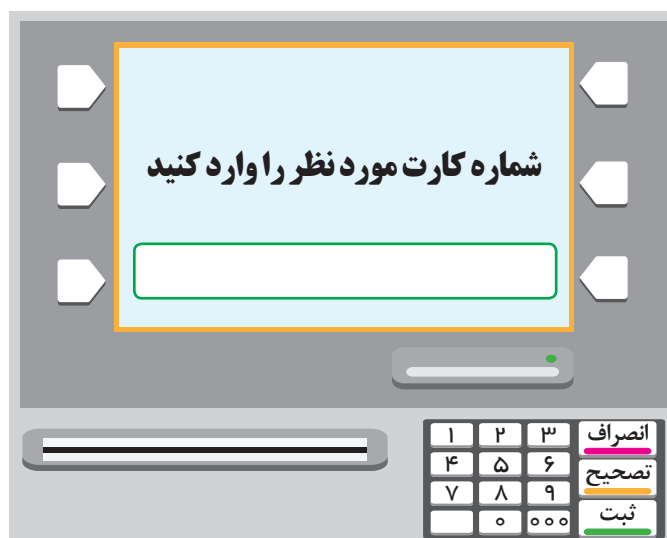 شماره کارت مورد نظر را وارد کنید
۱ ۲ ۳ انصراف
۴ ۵ ۶ تصحیح
۷ ۸ ۹
۰ ۰۰۰ ثبت